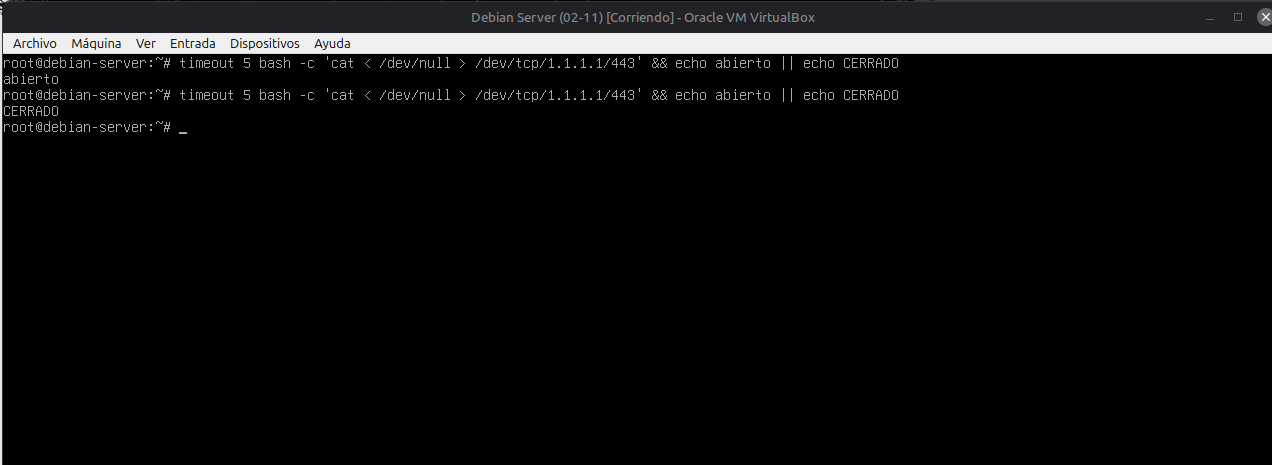 Debian Server (02-11) [Corriendo] - Oracle VM VirtualBox
Archivo Máquina Ver Entrada Dispositivos Ayuda
root@debian-server:~# timeout 5 bash -c 'cat < /dev/null > /dev/tcp/1.1.1.1/443' && echo abierto || echo CERRADO
abierto
root@debian-server:~# timeout 5 bash -c 'cat < /dev/null > /dev/tcp/1.1.1.1/443' && echo abierto || echo CERRADO
CERRADO
root@debian-server:~# _